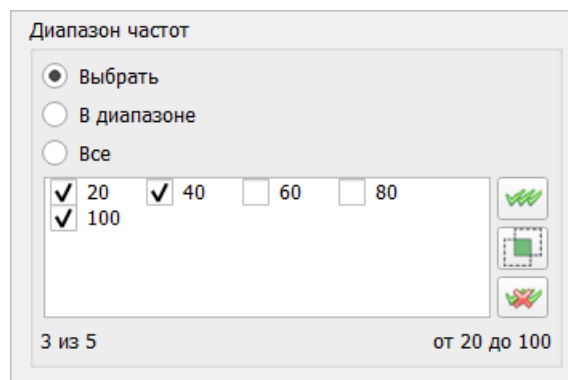 Диапазон частот
Выбрать
В диапазоне
Все
20 40 60 80
100
3 из 5 от 20 до 100